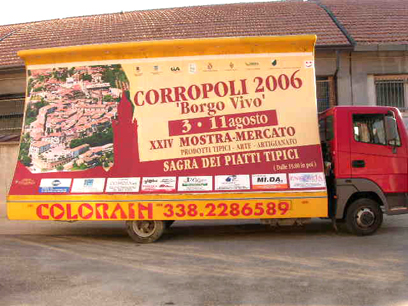 CORROPOLI 2006
'Borgo Vivo'
3 - 11 agosto
XXIV MOSTRA-MERCATO
PRODOTTI TIPICI - ARTE - ARTIGIANATO
SAGRA DEI PIATTI TIPICI
( Dalle 19.00 in poi )
MI.DA.
COLORAIN 338.2286589